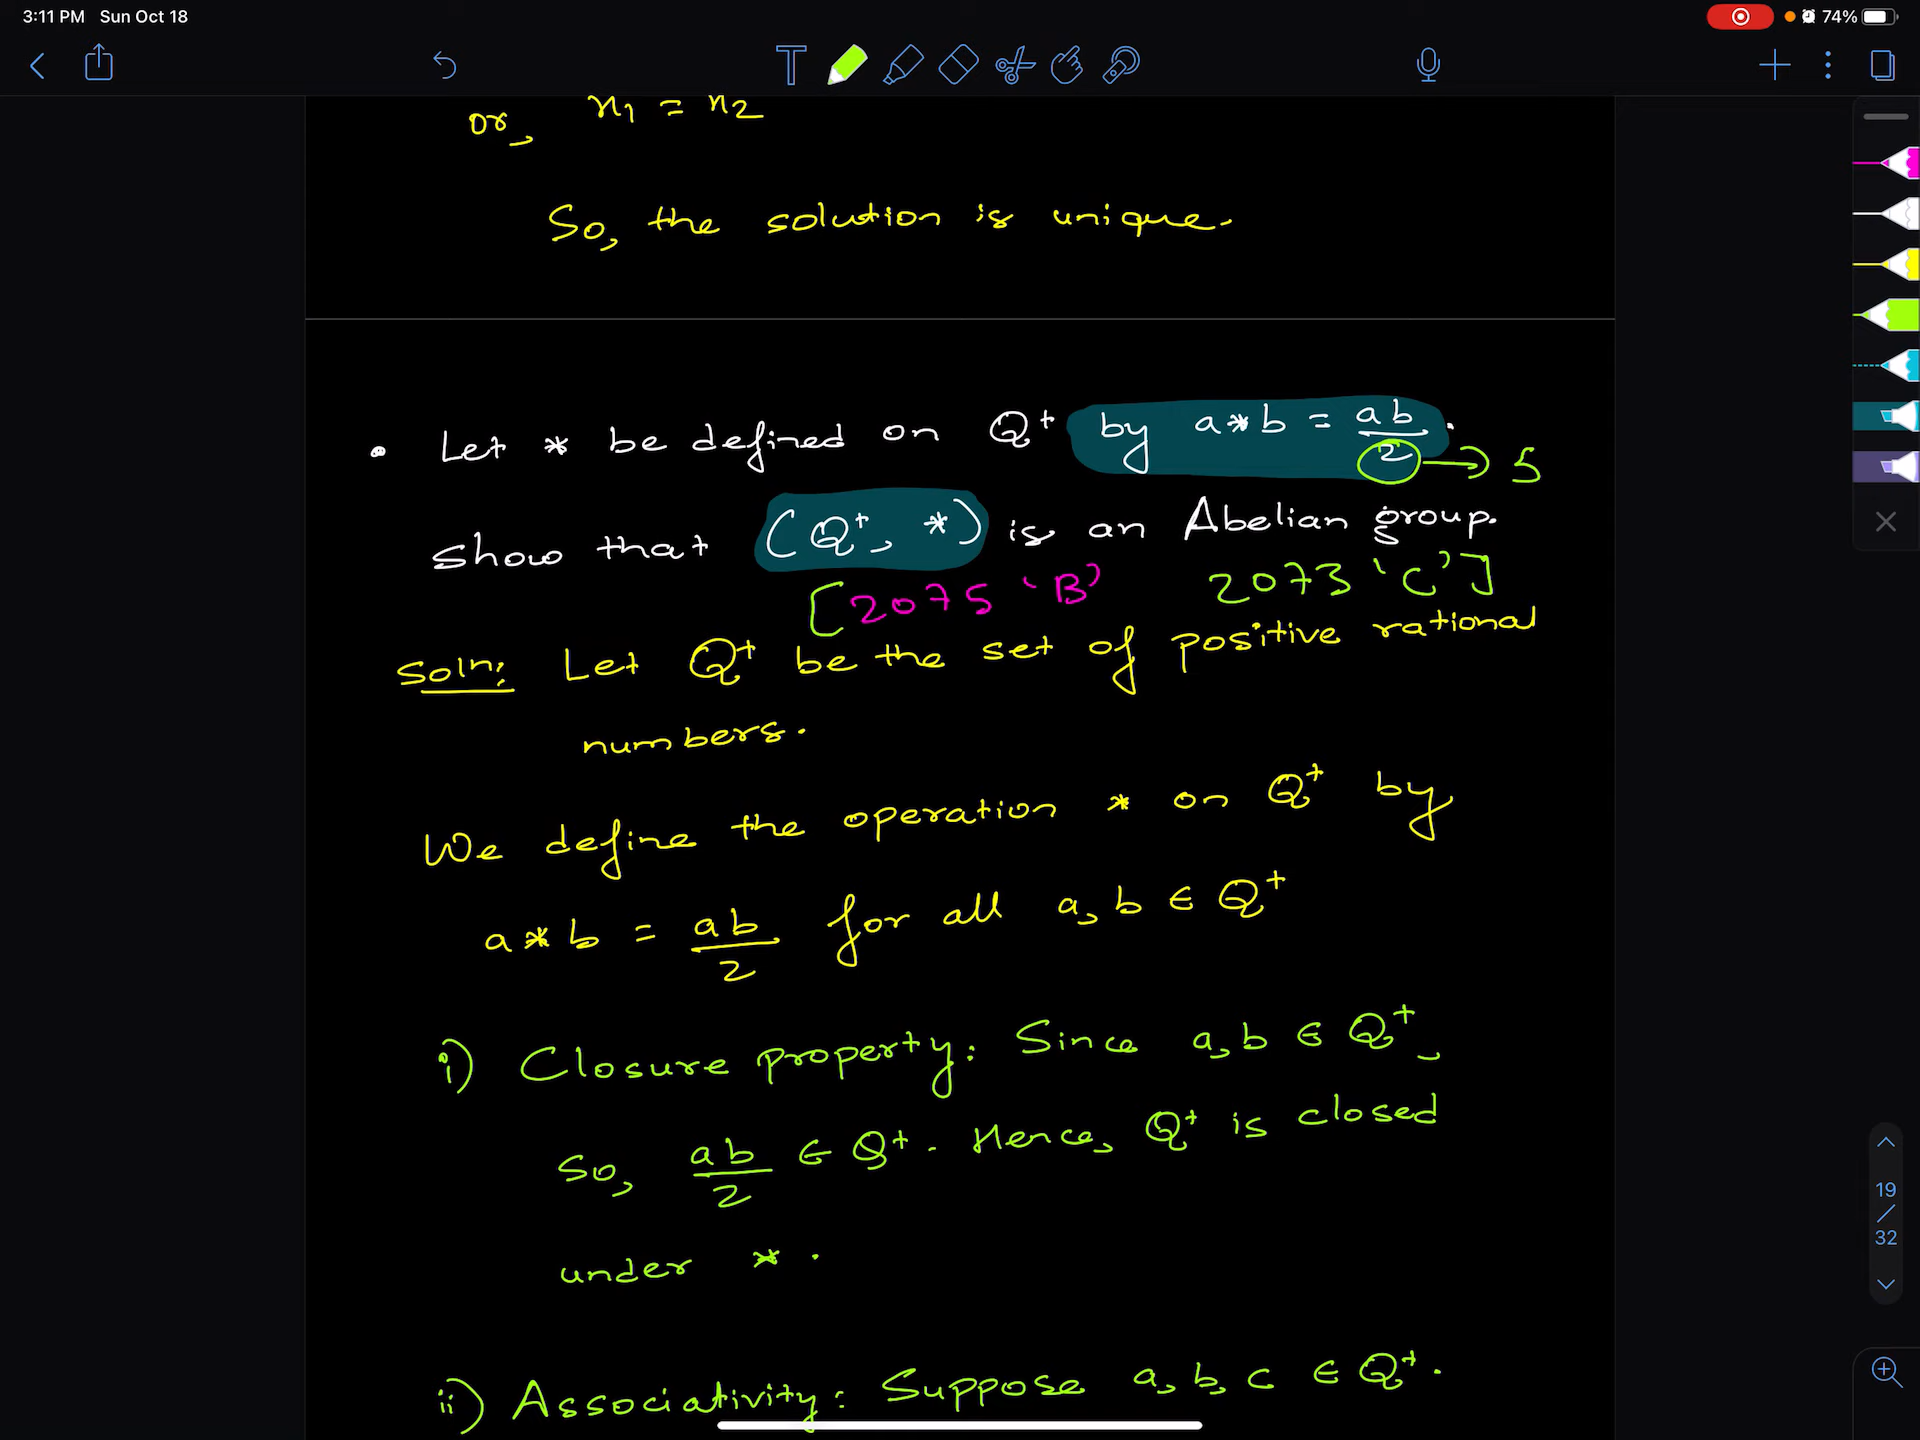 3:11 PM Sun Oct 18
74%
T
or, x1 = x2
So, the solution is unique.
• Let * be defined on Q+ by a*b = ab/2. → 5
show that (Q+, *) is an Abelian group.
[2075 'B' 2073 'C']
Soln: Let Q+ be the set of positive rational
numbers.
We define the operation * on Q+ by
a*b = ab/2 for all a, b ∈ Q+
i) Closure property: Since a, b ∈ Q+,
So, ab/2 ∈ Q+. Hence, Q+ is closed
under *.
ii) Associativity: Suppose a, b, c ∈ Q+.
19
/
32